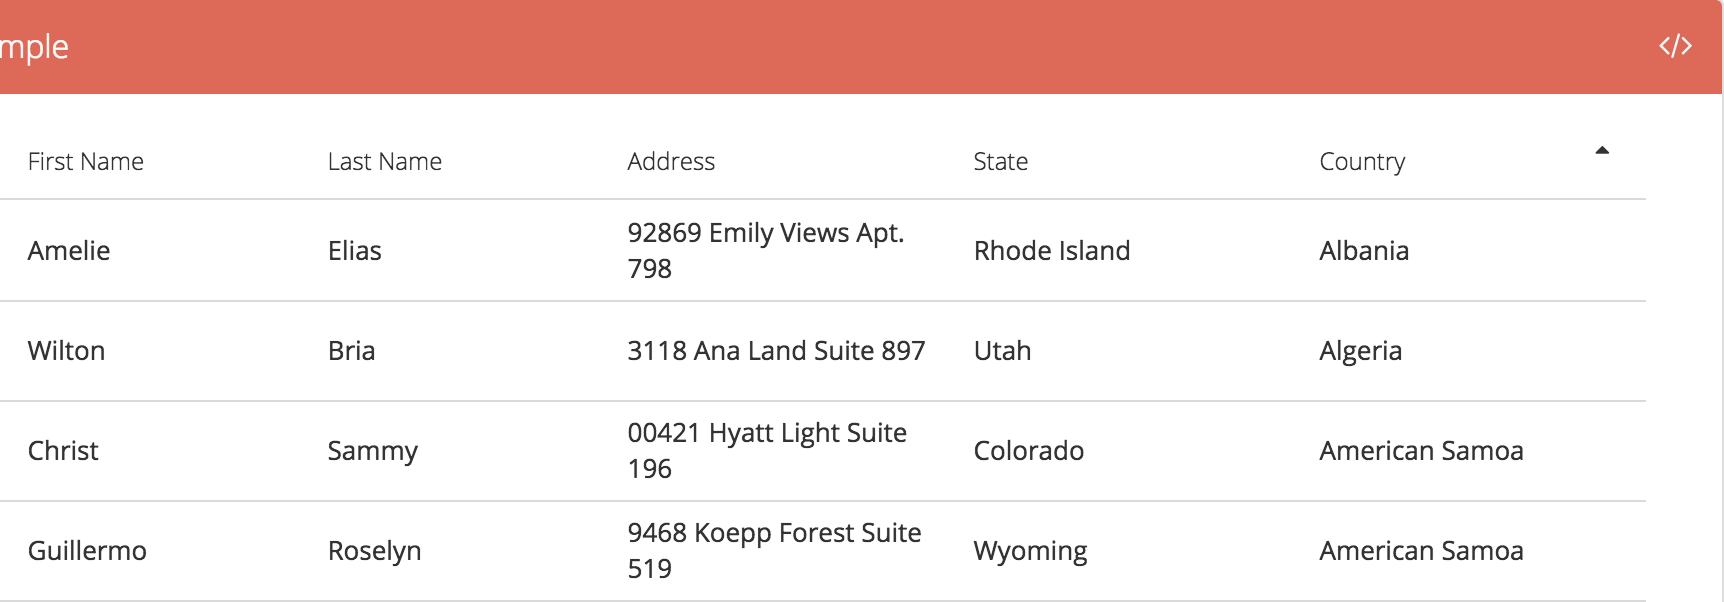 mple </>
First Name Last Name Address State Country
Amelie Elias 92869 Emily Views Apt. 798 Rhode Island Albania
Wilton Bria 3118 Ana Land Suite 897 Utah Algeria
Christ Sammy 00421 Hyatt Light Suite 196 Colorado American Samoa
Guillermo Roselyn 9468 Koepp Forest Suite 519 Wyoming American Samoa